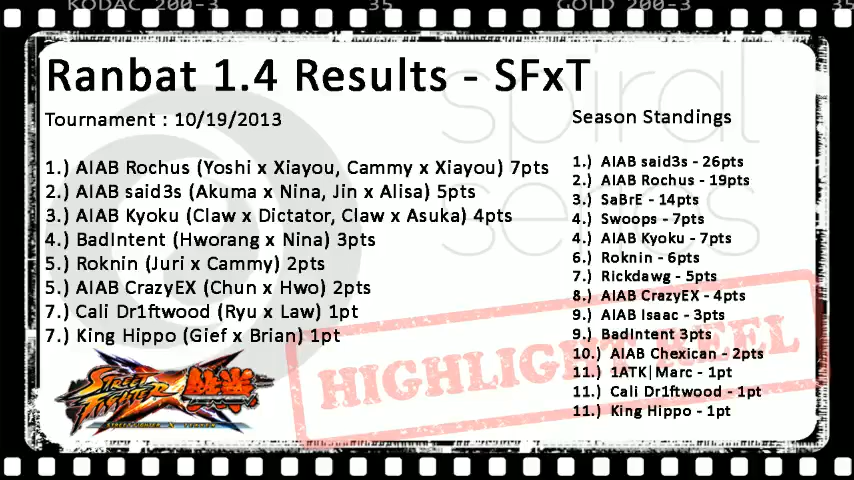 KODAC 200-3 35 GOLD 200-3 35
spiral
series
Ranbat 1.4 Results - SFxT
Tournament : 10/19/2013
1.) AIAB Rochus (Yoshi x Xiayou, Cammy x Xiayou) 7pts
2.) AIAB said3s (Akuma x Nina, Jin x Alisa) 5pts
3.) AIAB Kyoku (Claw x Dictator, Claw x Asuka) 4pts
4.) BadIntent (Hworang x Nina) 3pts
5.) Roknin (Juri x Cammy) 2pts
5.) AIAB CrazyEX (Chun x Hwo) 2pts
7.) Cali Dr1ftwood (Ryu x Law) 1pt
7.) King Hippo (Gief x Brian) 1pt
STREET FIGHTER X 鉄拳
STREET FIGHTER X TEKKEN
Season Standings
1.) AIAB said3s - 26pts
2.) AIAB Rochus - 19pts
3.) SaBrE - 14pts
4.) Swoops - 7pts
4.) AIAB Kyoku - 7pts
6.) Roknin - 6pts
7.) Rickdawg - 5pts
8.) AIAB CrazyEX - 4pts
9.) AIAB Isaac - 3pts
9.) BadIntent 3pts
10.) AIAB Chexican - 2pts
11.) 1ATK|Marc - 1pt
11.) Cali Dr1ftwood - 1pt
11.) King Hippo - 1pt
HIGHLIGHT REEL